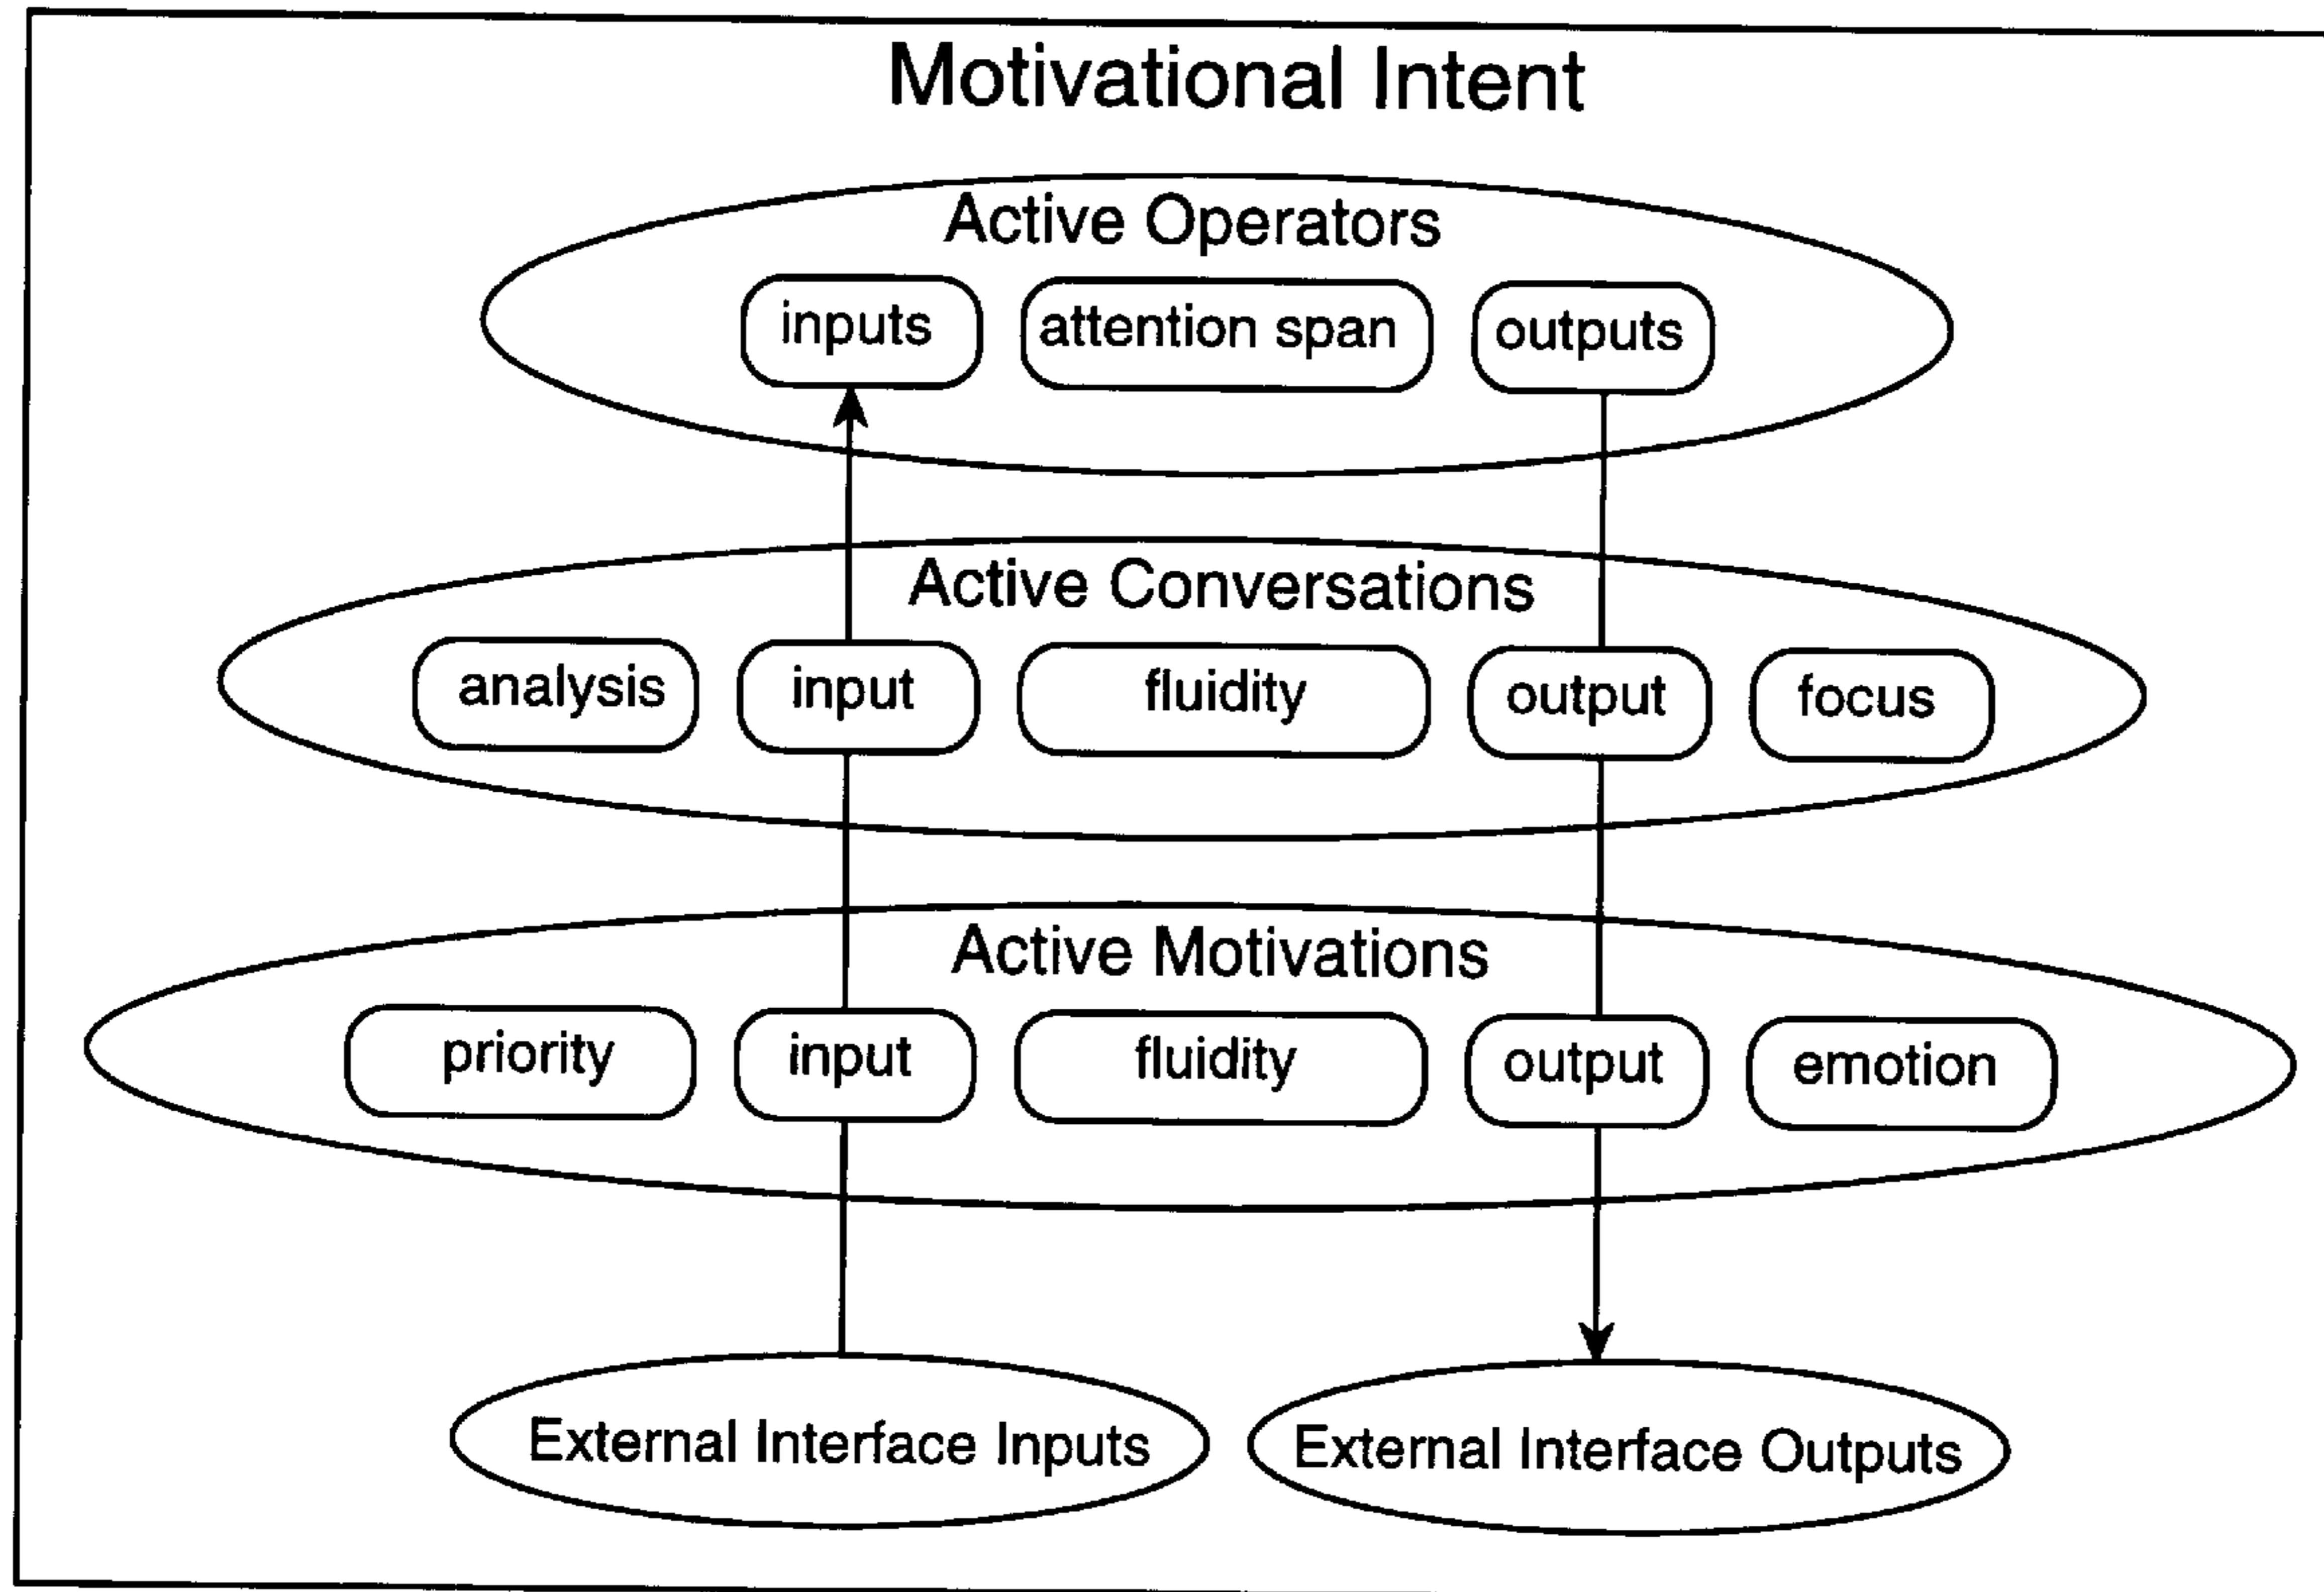 Motivational Intent
Active Operators
inputs
attention span
outputs
Active Conversations
analysis
input
fluidity
output
focus
Active Motivations
priority
input
fluidity
output
emotion
External Interface Inputs
External Interface Outputs